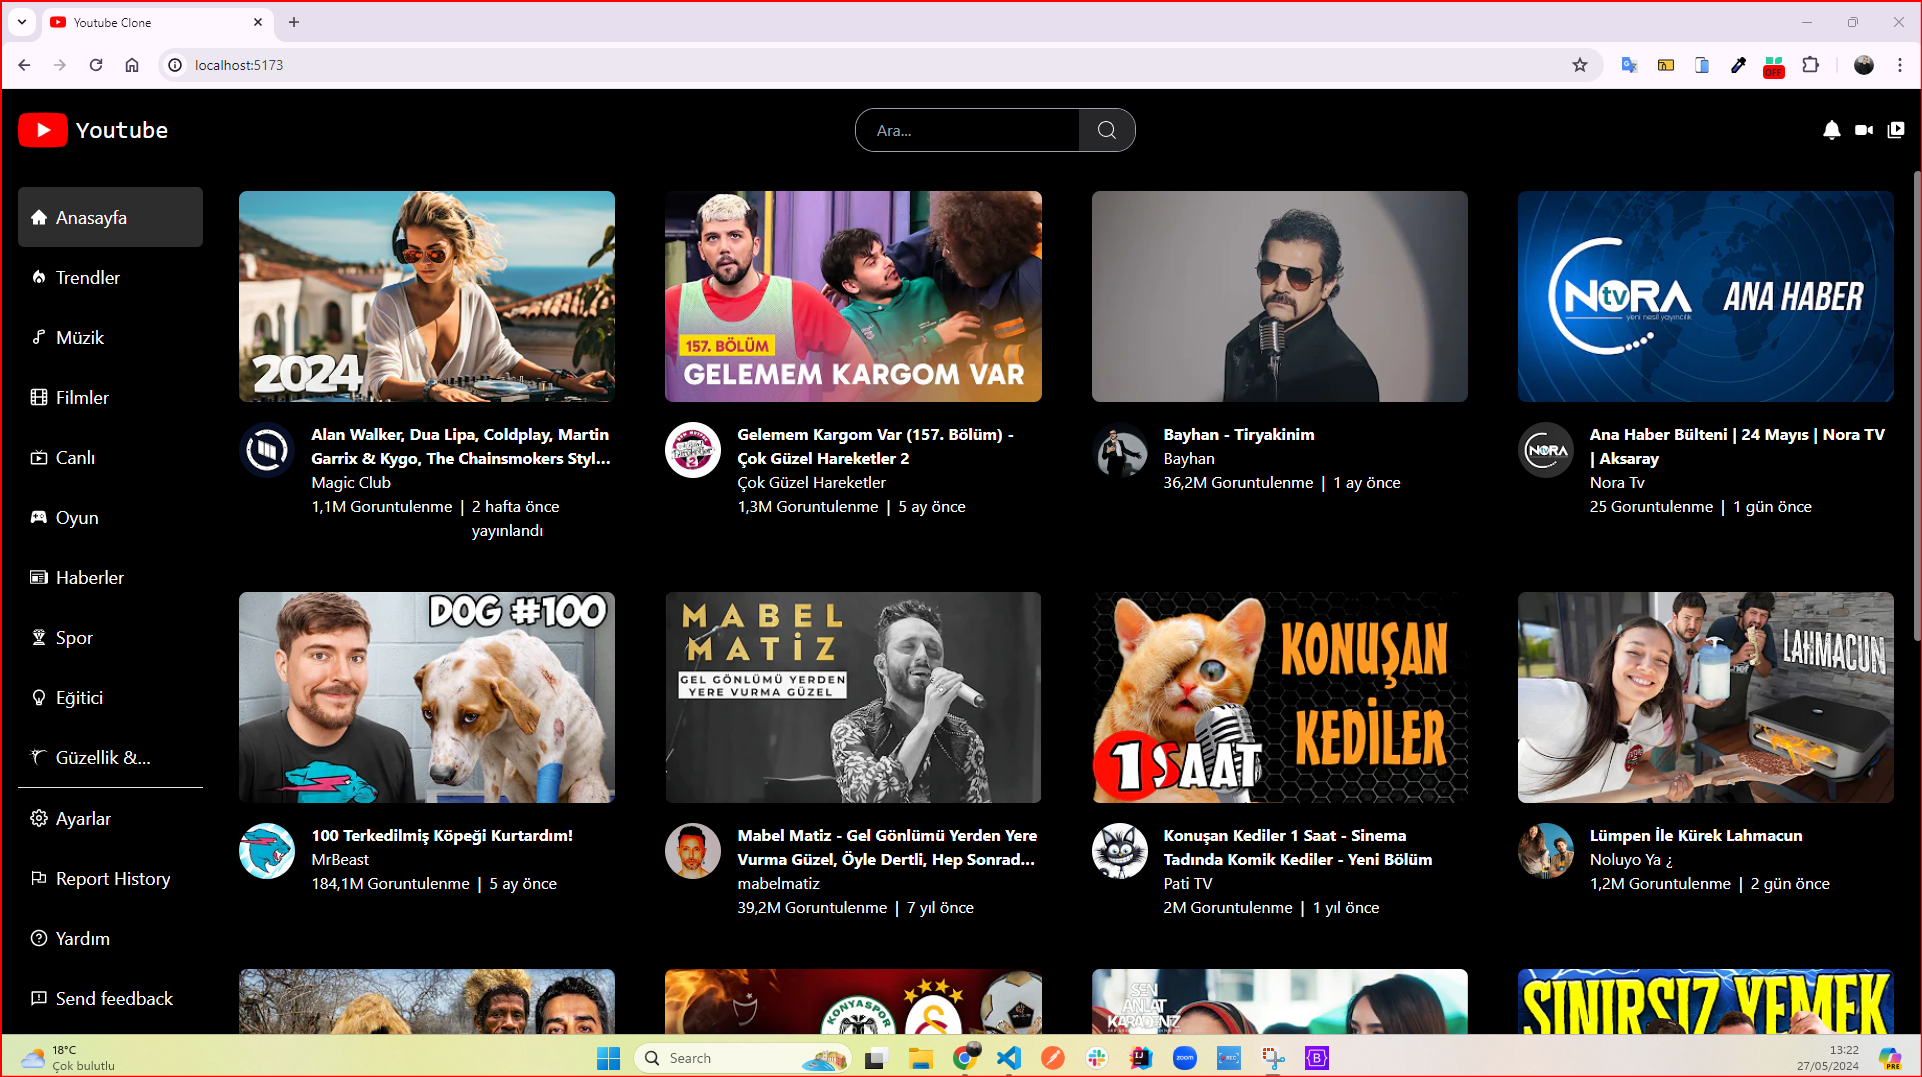 Youtube Clone
localhost:5173
OFF
Youtube
Ara...
Anasayfa
Trendler
Müzik
Filmler
Canlı
Oyun
Haberler
Spor
Eğitici
Güzellik &...
Ayarlar
Report History
Yardım
Send feedback
2024
Alan Walker, Dua Lipa, Coldplay, Martin
Garrix & Kygo, The Chainsmokers Styl...
Magic Club
1,1M Goruntulenme | 2 hafta önce
yayınlandı
157. BÖLÜM
GELEMEM KARGOM VAR
Gelemem Kargom Var (157. Bölüm) -
Çok Güzel Hareketler 2
Çok Güzel Hareketler
1,3M Goruntulenme | 5 ay önce
Bayhan - Tiryakinim
Bayhan
36,2M Goruntulenme | 1 ay önce
NORA
tv
yeni nesil yayıncılık
ANA HABER
NORA
Ana Haber Bülteni | 24 Mayıs | Nora TV
| Aksaray
Nora Tv
25 Goruntulenme | 1 gün önce
DOG #100
100 Terkedilmiş Köpeği Kurtardım!
MrBeast
184,1M Goruntulenme | 5 ay önce
MABEL
MATİZ
GEL GÖNLÜMÜ YERDEN
YERE VURMA GÜZEL
Mabel Matiz - Gel Gönlümü Yerden Yere
Vurma Güzel, Öyle Dertli, Hep Sonrad...
mabelmatiz
39,2M Goruntulenme | 7 yıl önce
KONUŞAN
KEDİLER
1 SAAT
Konuşan Kediler 1 Saat - Sinema
Tadında Komik Kediler - Yeni Bölüm
Pati TV
2M Goruntulenme | 1 yıl önce
LAHMACUN
Lümpen İle Kürek Lahmacun
Noluyo Ya ¿
1,2M Goruntulenme | 2 gün önce
KONYASPOR
SEN
ANLAT
KARADENİZ
SINIRSIZ YEMEK
18°C
Çok bulutlu
Search
zoom
REC
PRE
13:22
27/05/2024